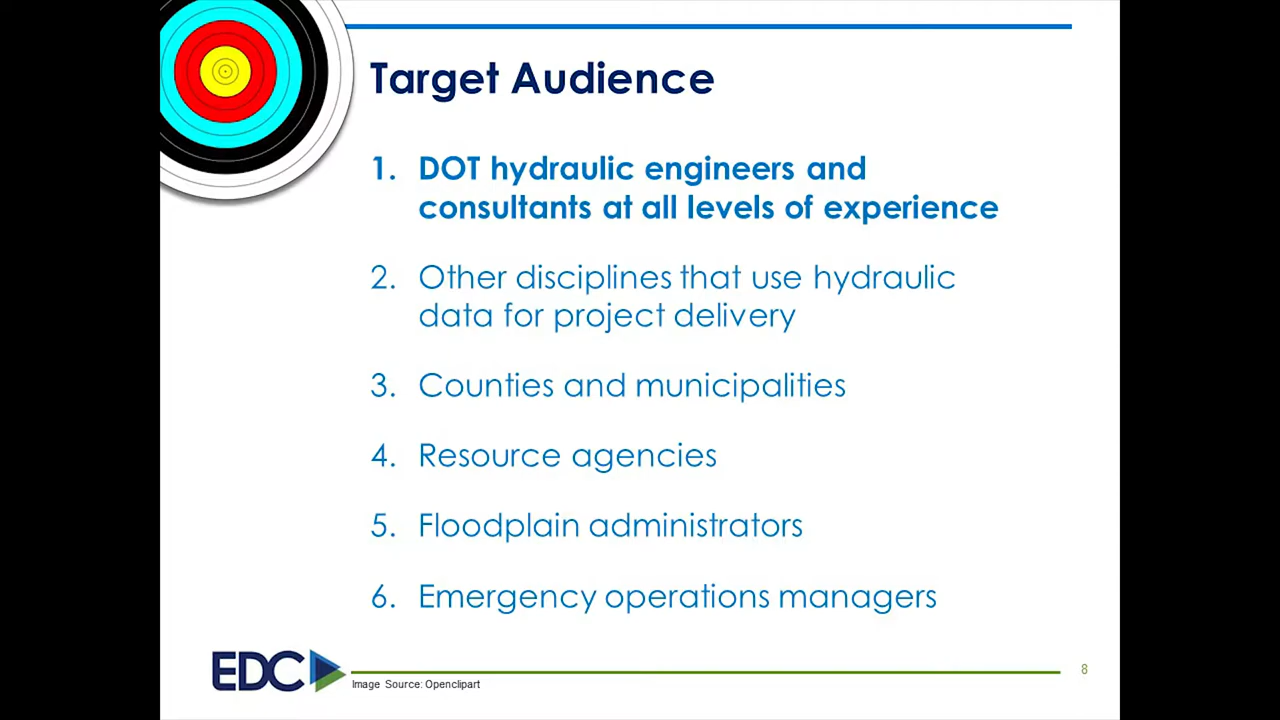 Target Audience
1. DOT hydraulic engineers and
consultants at all levels of experience
2. Other disciplines that use hydraulic
data for project delivery
3. Counties and municipalities
4. Resource agencies
5. Floodplain administrators
6. Emergency operations managers
EDC
Image Source: Openclipart
8